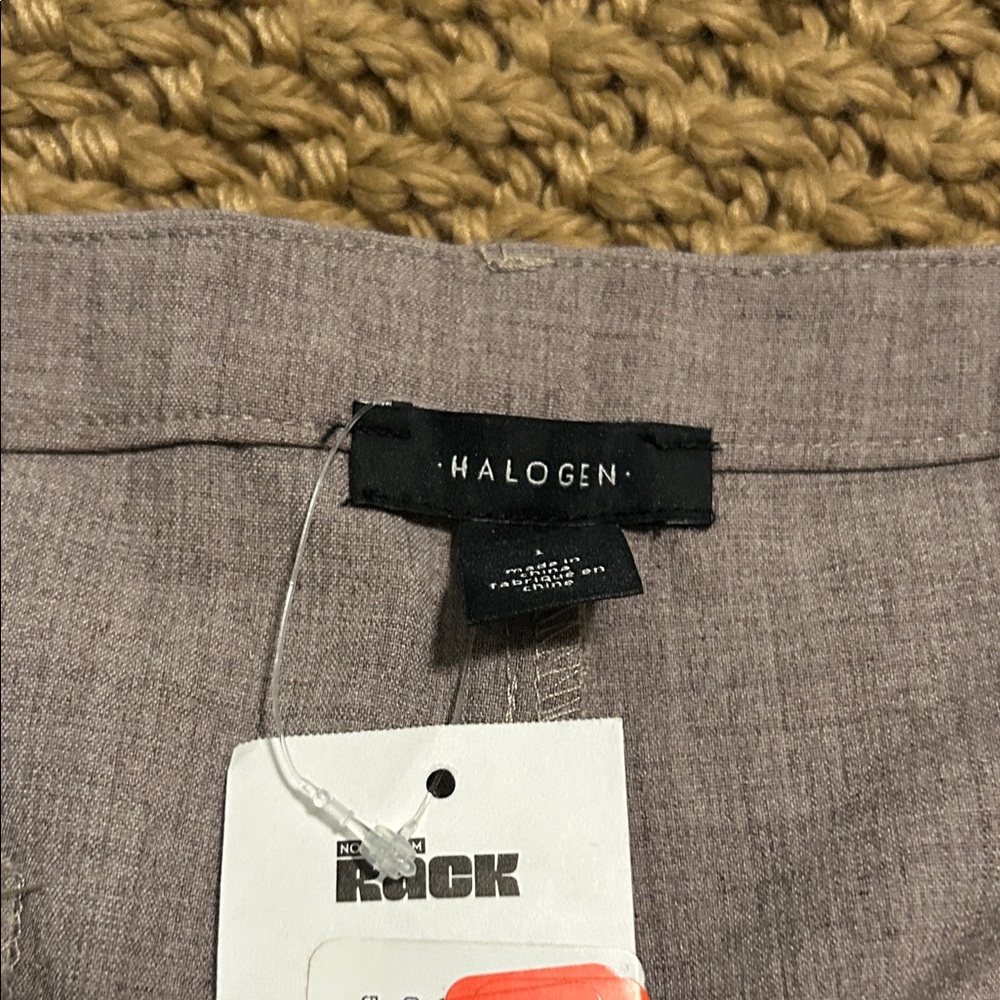 ·HALOGEN·
made in
china
fabriqué en
chine
Rack